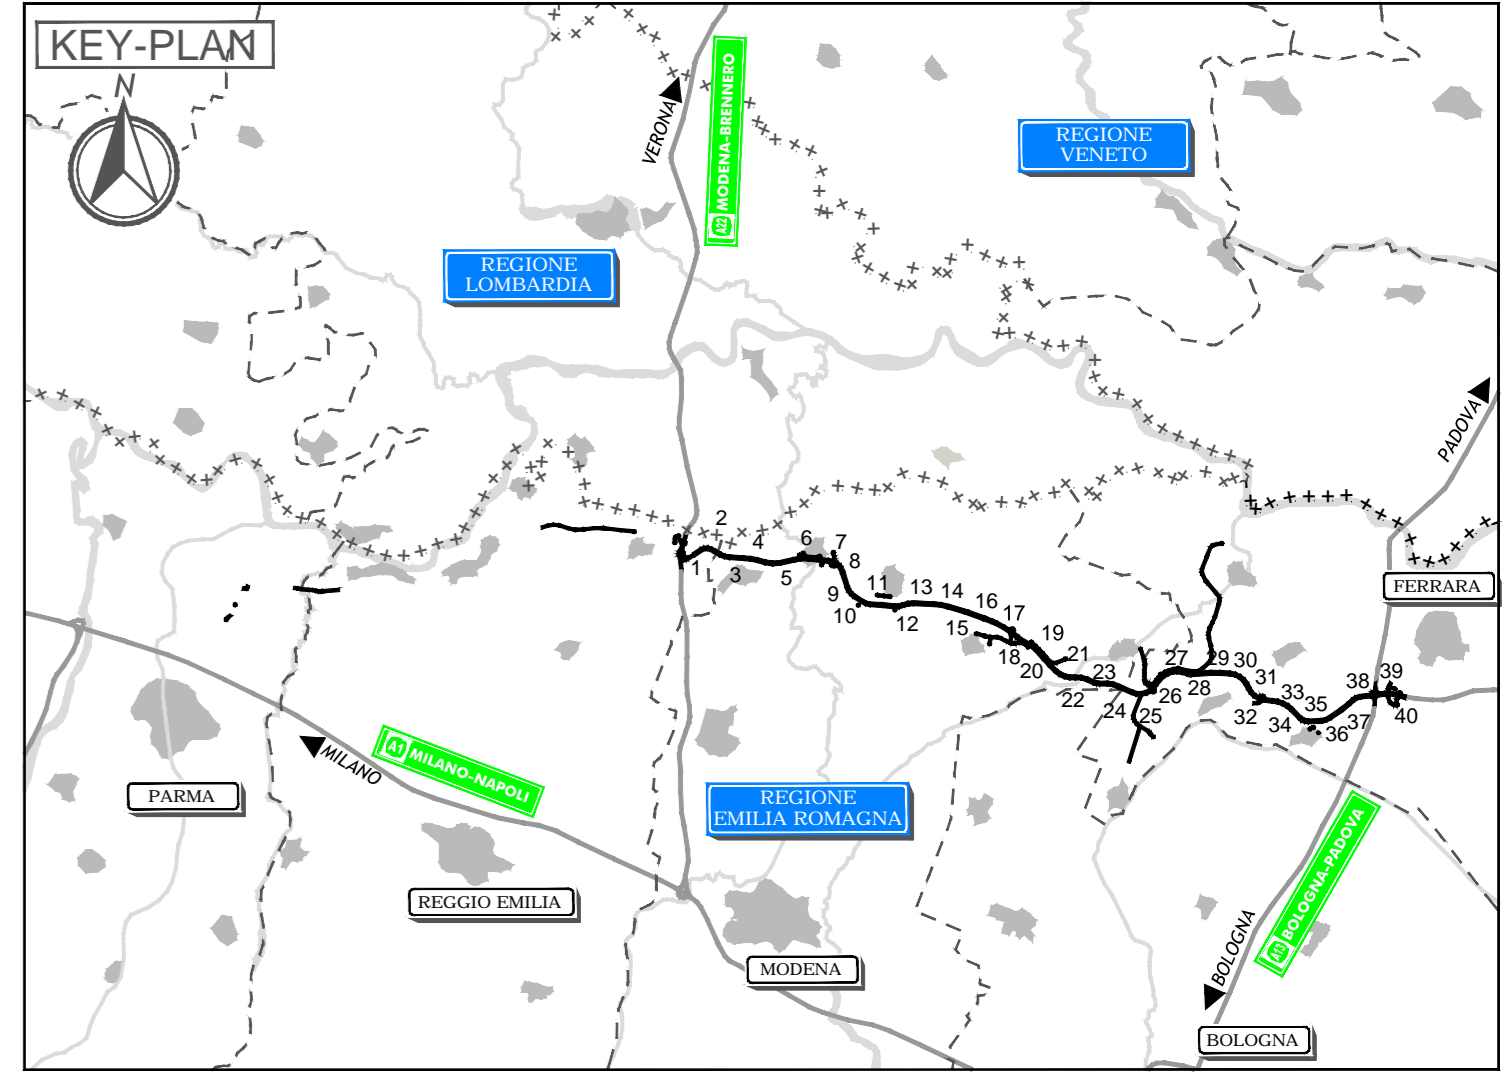 KEY-PLAN
N
VERONA
A22 MODENA-BRENNERO
REGIONE
VENETO
REGIONE
LOMBARDIA
PADOVA
FERRARA
1
2
3
4
5
6
7
8
9
10
11
12
13
14
15
16
17
18
19
20
21
22
23
24
25
26
27
28
29
30
31
32
33
34
35
36
37
38
39
40
A1 MILANO-NAPOLI
MILANO
PARMA
REGIONE
EMILIA ROMAGNA
REGGIO EMILIA
MODENA
A13 BOLOGNA-PADOVA
BOLOGNA
BOLOGNA